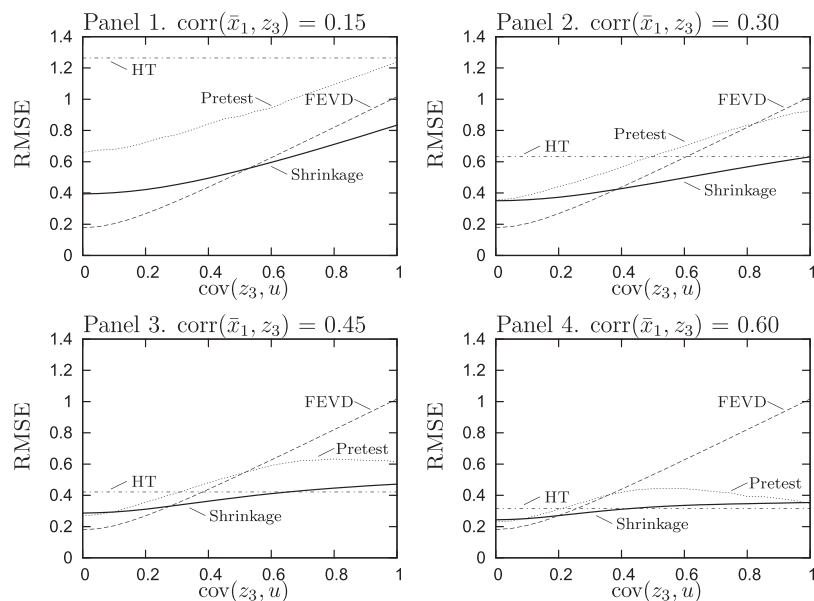 Panel 1. corr(x̄₁, z₃) = 0.15
RMSE
1.4
1.2
1
0.8
0.6
0.4
0.2
0
HT
Pretest
FEVD
Shrinkage
0 0.2 0.4 0.6 0.8 1
cov(z₃, u)
Panel 2. corr(x̄₁, z₃) = 0.30
RMSE
1.4
1.2
1
0.8
0.6
0.4
0.2
0
FEVD
Pretest
HT
Shrinkage
0 0.2 0.4 0.6 0.8 1
cov(z₃, u)
Panel 3. corr(x̄₁, z₃) = 0.45
RMSE
1.4
1.2
1
0.8
0.6
0.4
0.2
0
FEVD
Pretest
HT
Shrinkage
0 0.2 0.4 0.6 0.8 1
cov(z₃, u)
Panel 4. corr(x̄₁, z₃) = 0.60
RMSE
1.4
1.2
1
0.8
0.6
0.4
0.2
0
FEVD
Pretest
HT
Shrinkage
0 0.2 0.4 0.6 0.8 1
cov(z₃, u)